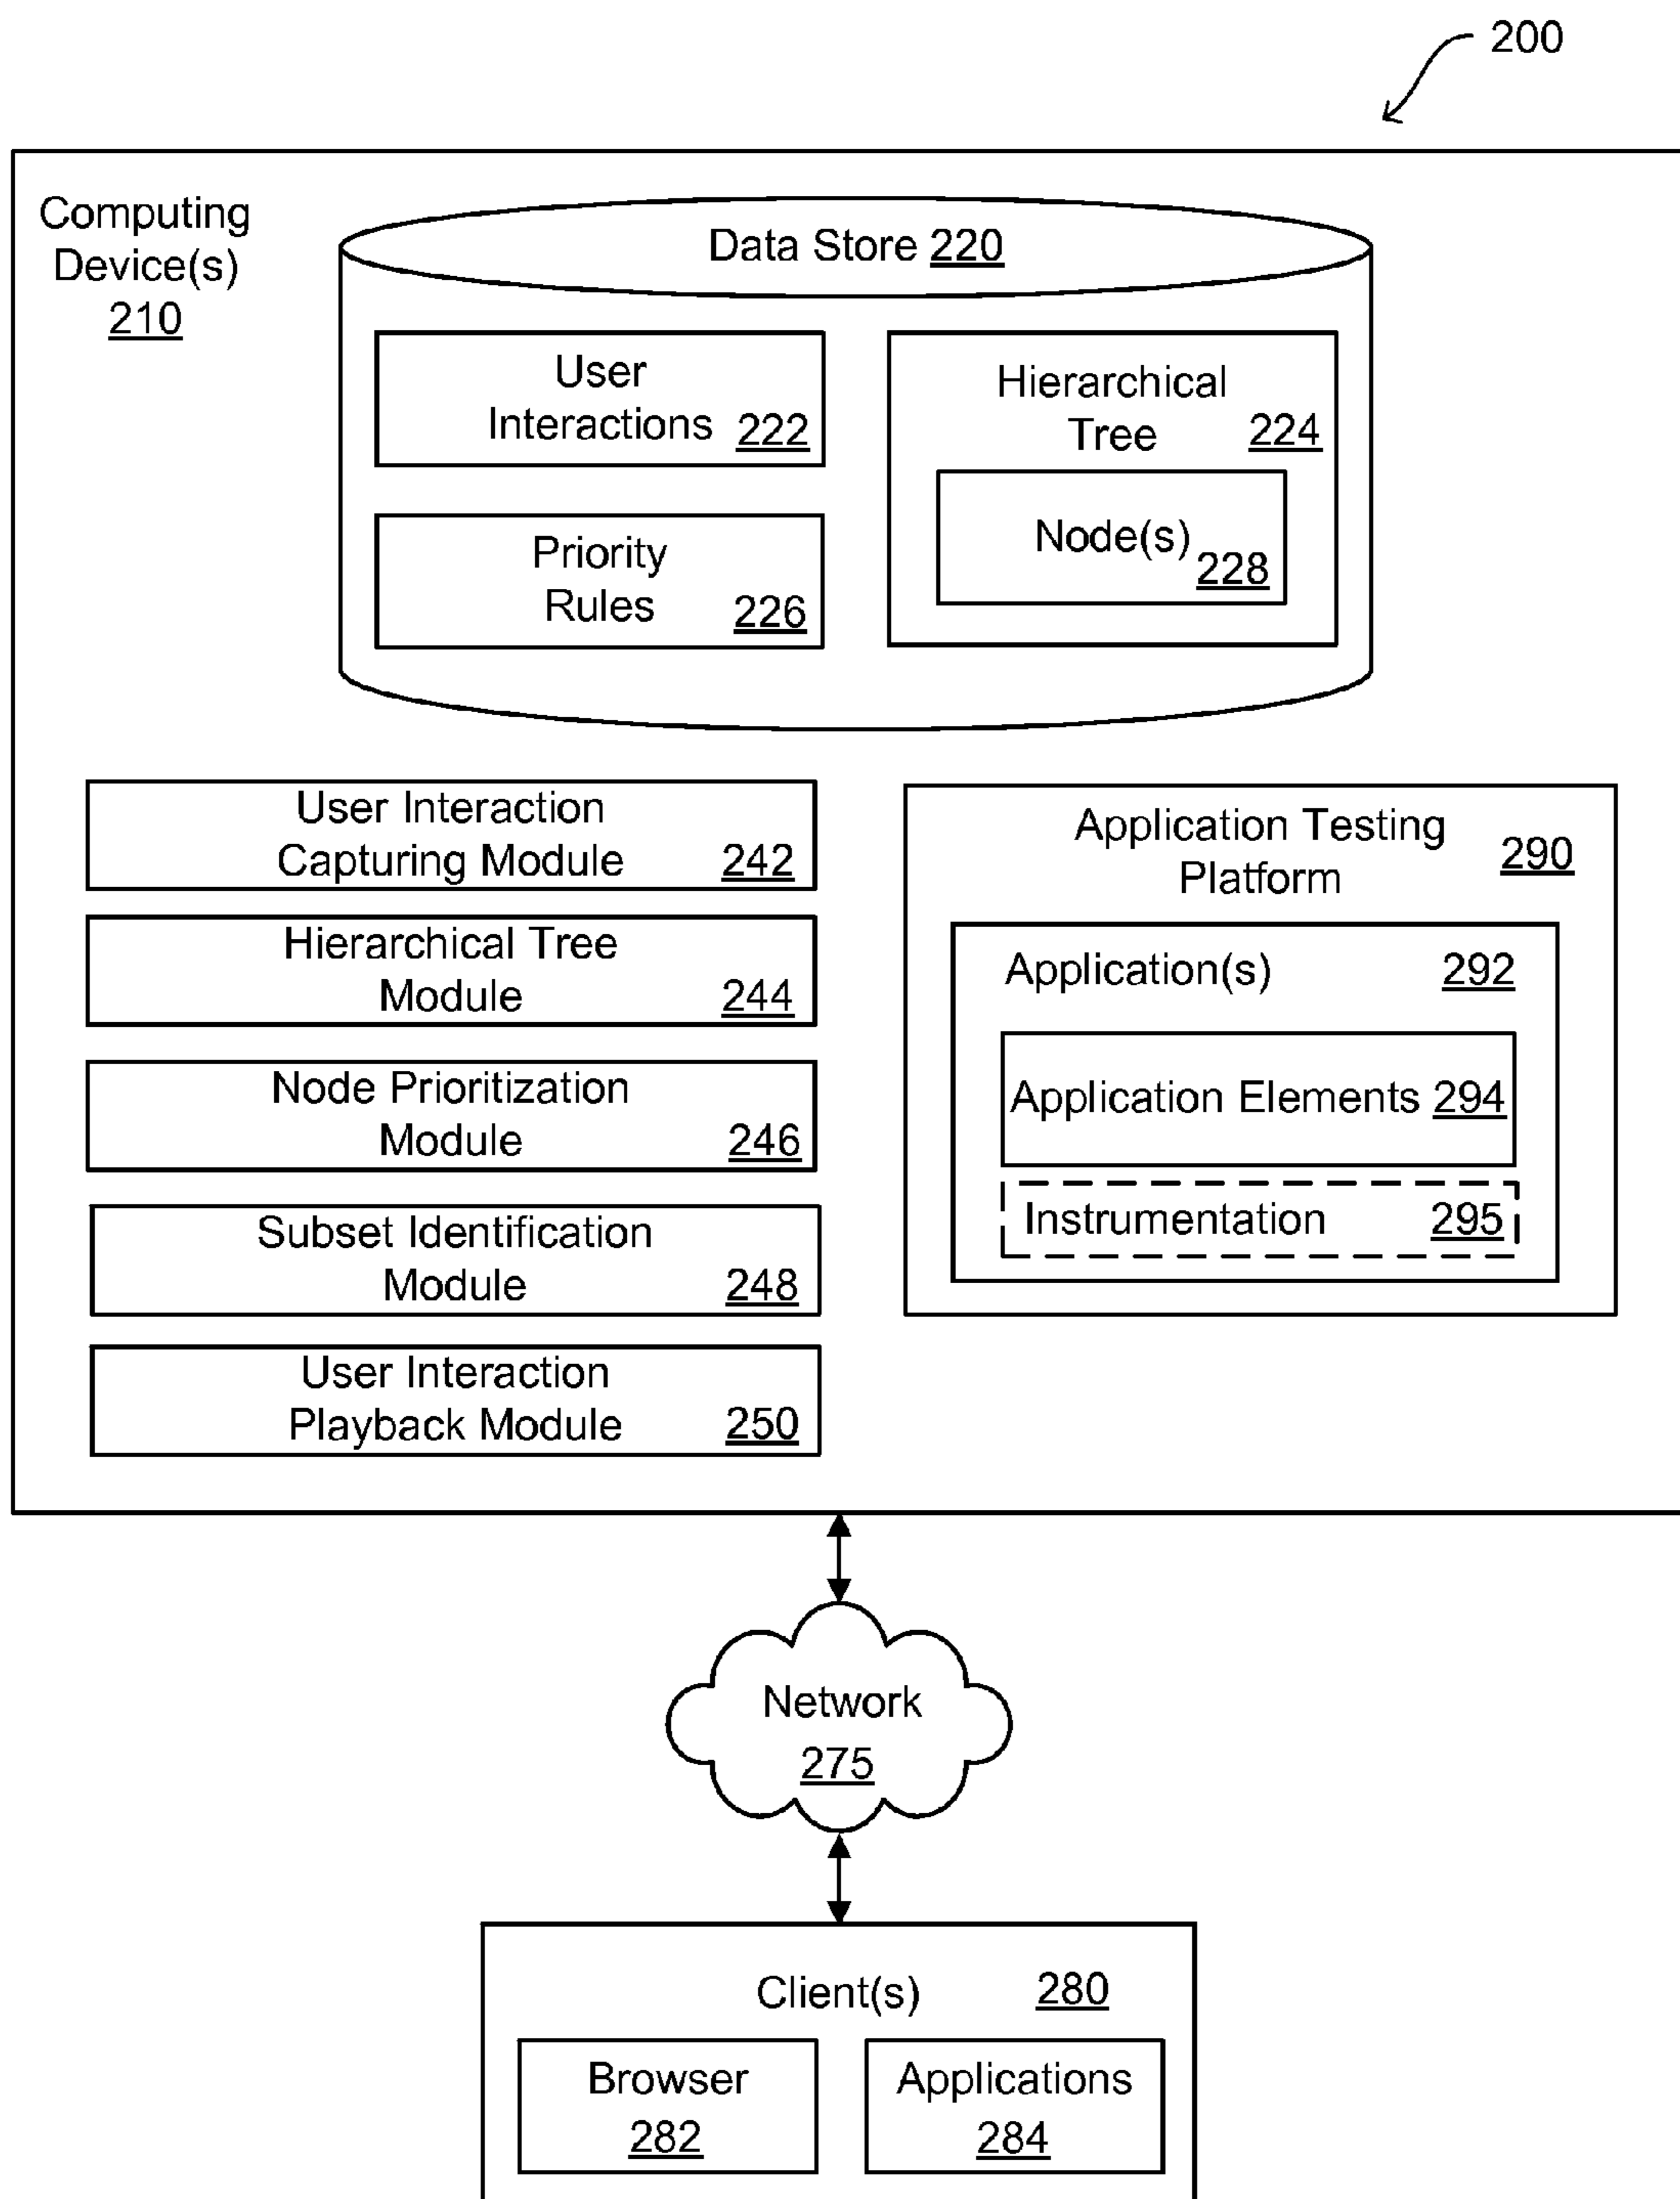 200
Computing
Device(s)
210
Data Store 220
User
Interactions 222
Hierarchical
Tree 224
Node(s)
228
Priority
Rules 226
User Interaction
Capturing Module 242
Hierarchical Tree
Module 244
Node Prioritization
Module 246
Subset Identification
Module 248
User Interaction
Playback Module 250
Application Testing
Platform 290
Application(s) 292
Application Elements 294
Instrumentation 295
Network
275
Client(s) 280
Browser
282
Applications
284